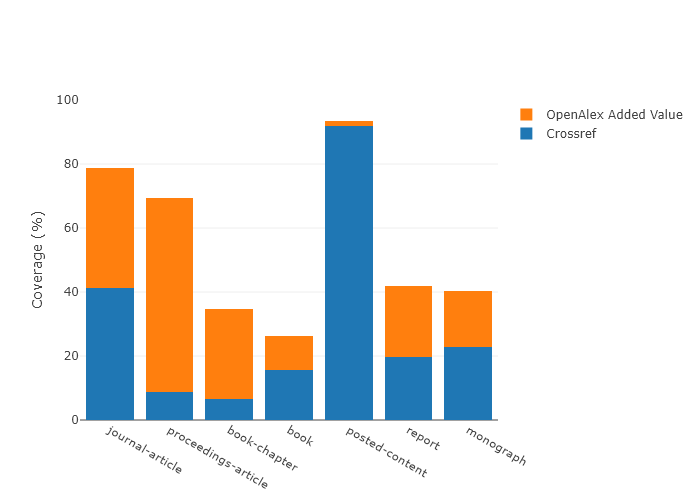 100
80
60
40
20
0
Coverage (%)
journal-article
proceedings-article
book-chapter
book
posted-content
report
monograph
OpenAlex Added Value
Crossref